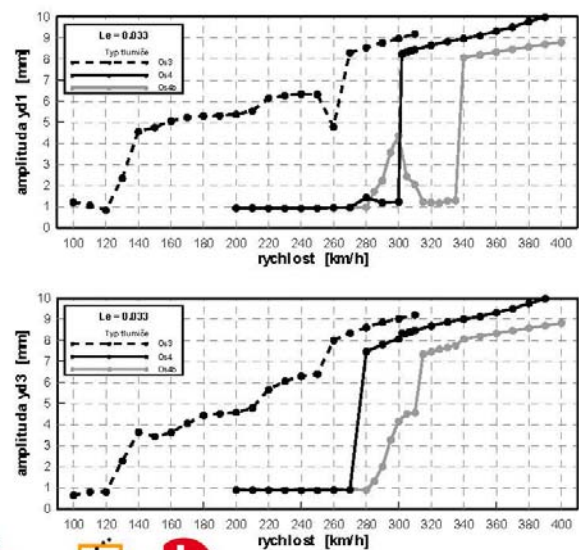 amplituda yd1 [mm]
10
9
8
7
6
5
4
3
2
1
0
Le = 0.033
Typ tlumiče
Os3
Os4
Os4b
100 120 140 160 180 200 220 240 260 280 300 320 340 360 380 400
rychlost [km/h]
amplituda yd3 [mm]
10
9
8
7
6
5
4
3
2
1
0
Le = 0.033
Typ tlumiče
Os3
Os4
Os4b
100 120 140 160 180 200 220 240 260 280 300 320 340 360 380 400
rychlost [km/h]